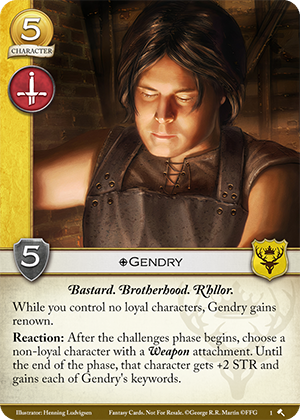 5
CHARACTER
5
Gendry
Bastard. Brotherhood. R'hllor.
While you control no loyal characters, Gendry gains
renown.
Reaction: After the challenges phase begins, choose a
non-loyal character with a Weapon attachment. Until
the end of the phase, that character gets +2 STR and
gains each of Gendry's keywords.
Illustrator: Henning Ludvigsen Fantasy Cards. Not For Resale. ©George R.R. Martin ©FFG 1